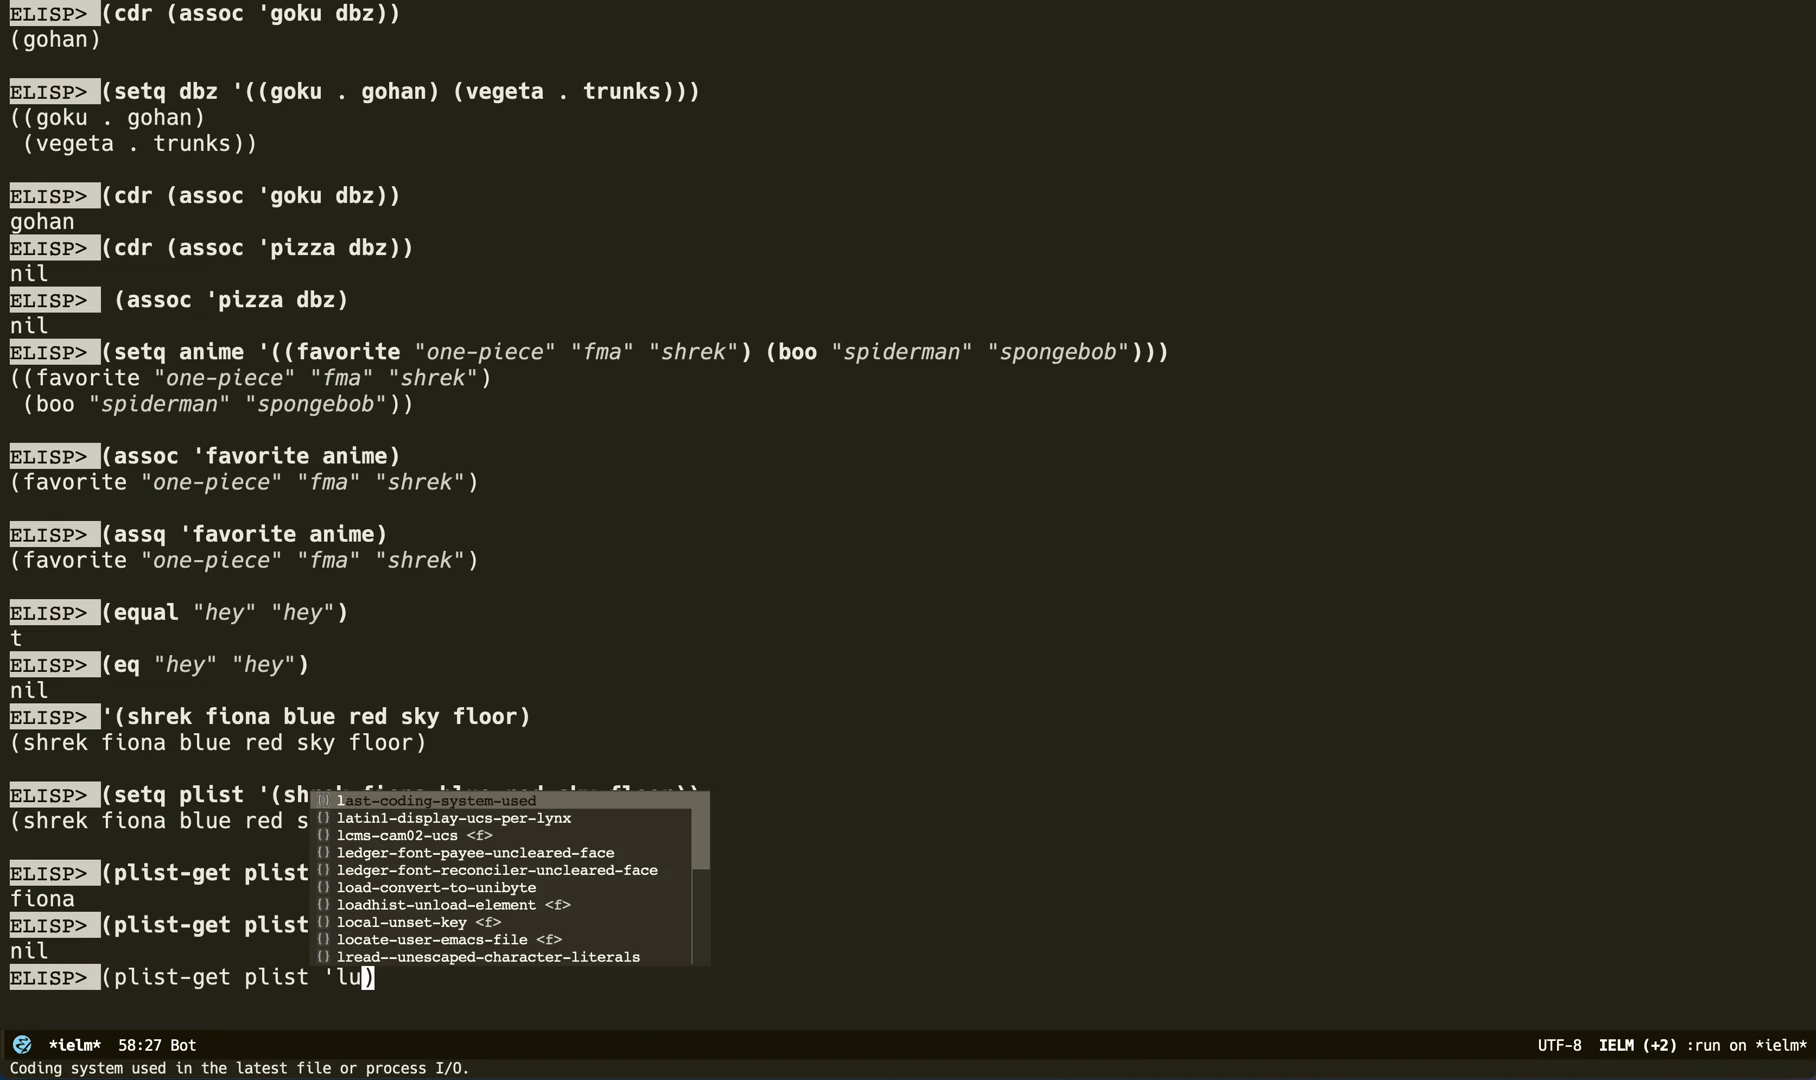 ELISP> (cdr (assoc 'goku dbz))
(gohan)
ELISP> (setq dbz '((goku . gohan) (vegeta . trunks)))
((goku . gohan)
(vegeta . trunks))
ELISP> (cdr (assoc 'goku dbz))
gohan
ELISP> (cdr (assoc 'pizza dbz))
nil
ELISP> (assoc 'pizza dbz)
nil
ELISP> (setq anime '((favorite "one-piece" "fma" "shrek") (boo "spiderman" "spongebob")))
((favorite "one-piece" "fma" "shrek")
(boo "spiderman" "spongebob"))
ELISP> (assoc 'favorite anime)
(favorite "one-piece" "fma" "shrek")
ELISP> (assq 'favorite anime)
(favorite "one-piece" "fma" "shrek")
ELISP> (equal "hey" "hey")
t
ELISP> (eq "hey" "hey")
nil
ELISP> '(shrek fiona blue red sky floor)
(shrek fiona blue red sky floor)
ELISP> (setq plist '(shrek fiona blue red sky floor))
last-coding-system-used
latin1-display-ucs-per-lynx
(shrek fiona blue red s
lcms-cam02-ucs <f>
ledger-font-payee-uncleared-face
ELISP> (plist-get plist
ledger-font-reconciler-uncleared-face
load-convert-to-unibyte
fiona
loadhist-unload-element <f>
ELISP> (plist-get plist
local-unset-key <f>
locate-user-emacs-file <f>
nil
lread--unescaped-character-literals
ELISP> (plist-get plist 'lu)
*ielm* 58:27 Bot UTF-8 IELM (+2) :run on *ielm*
Coding system used in the latest file or process I/O.